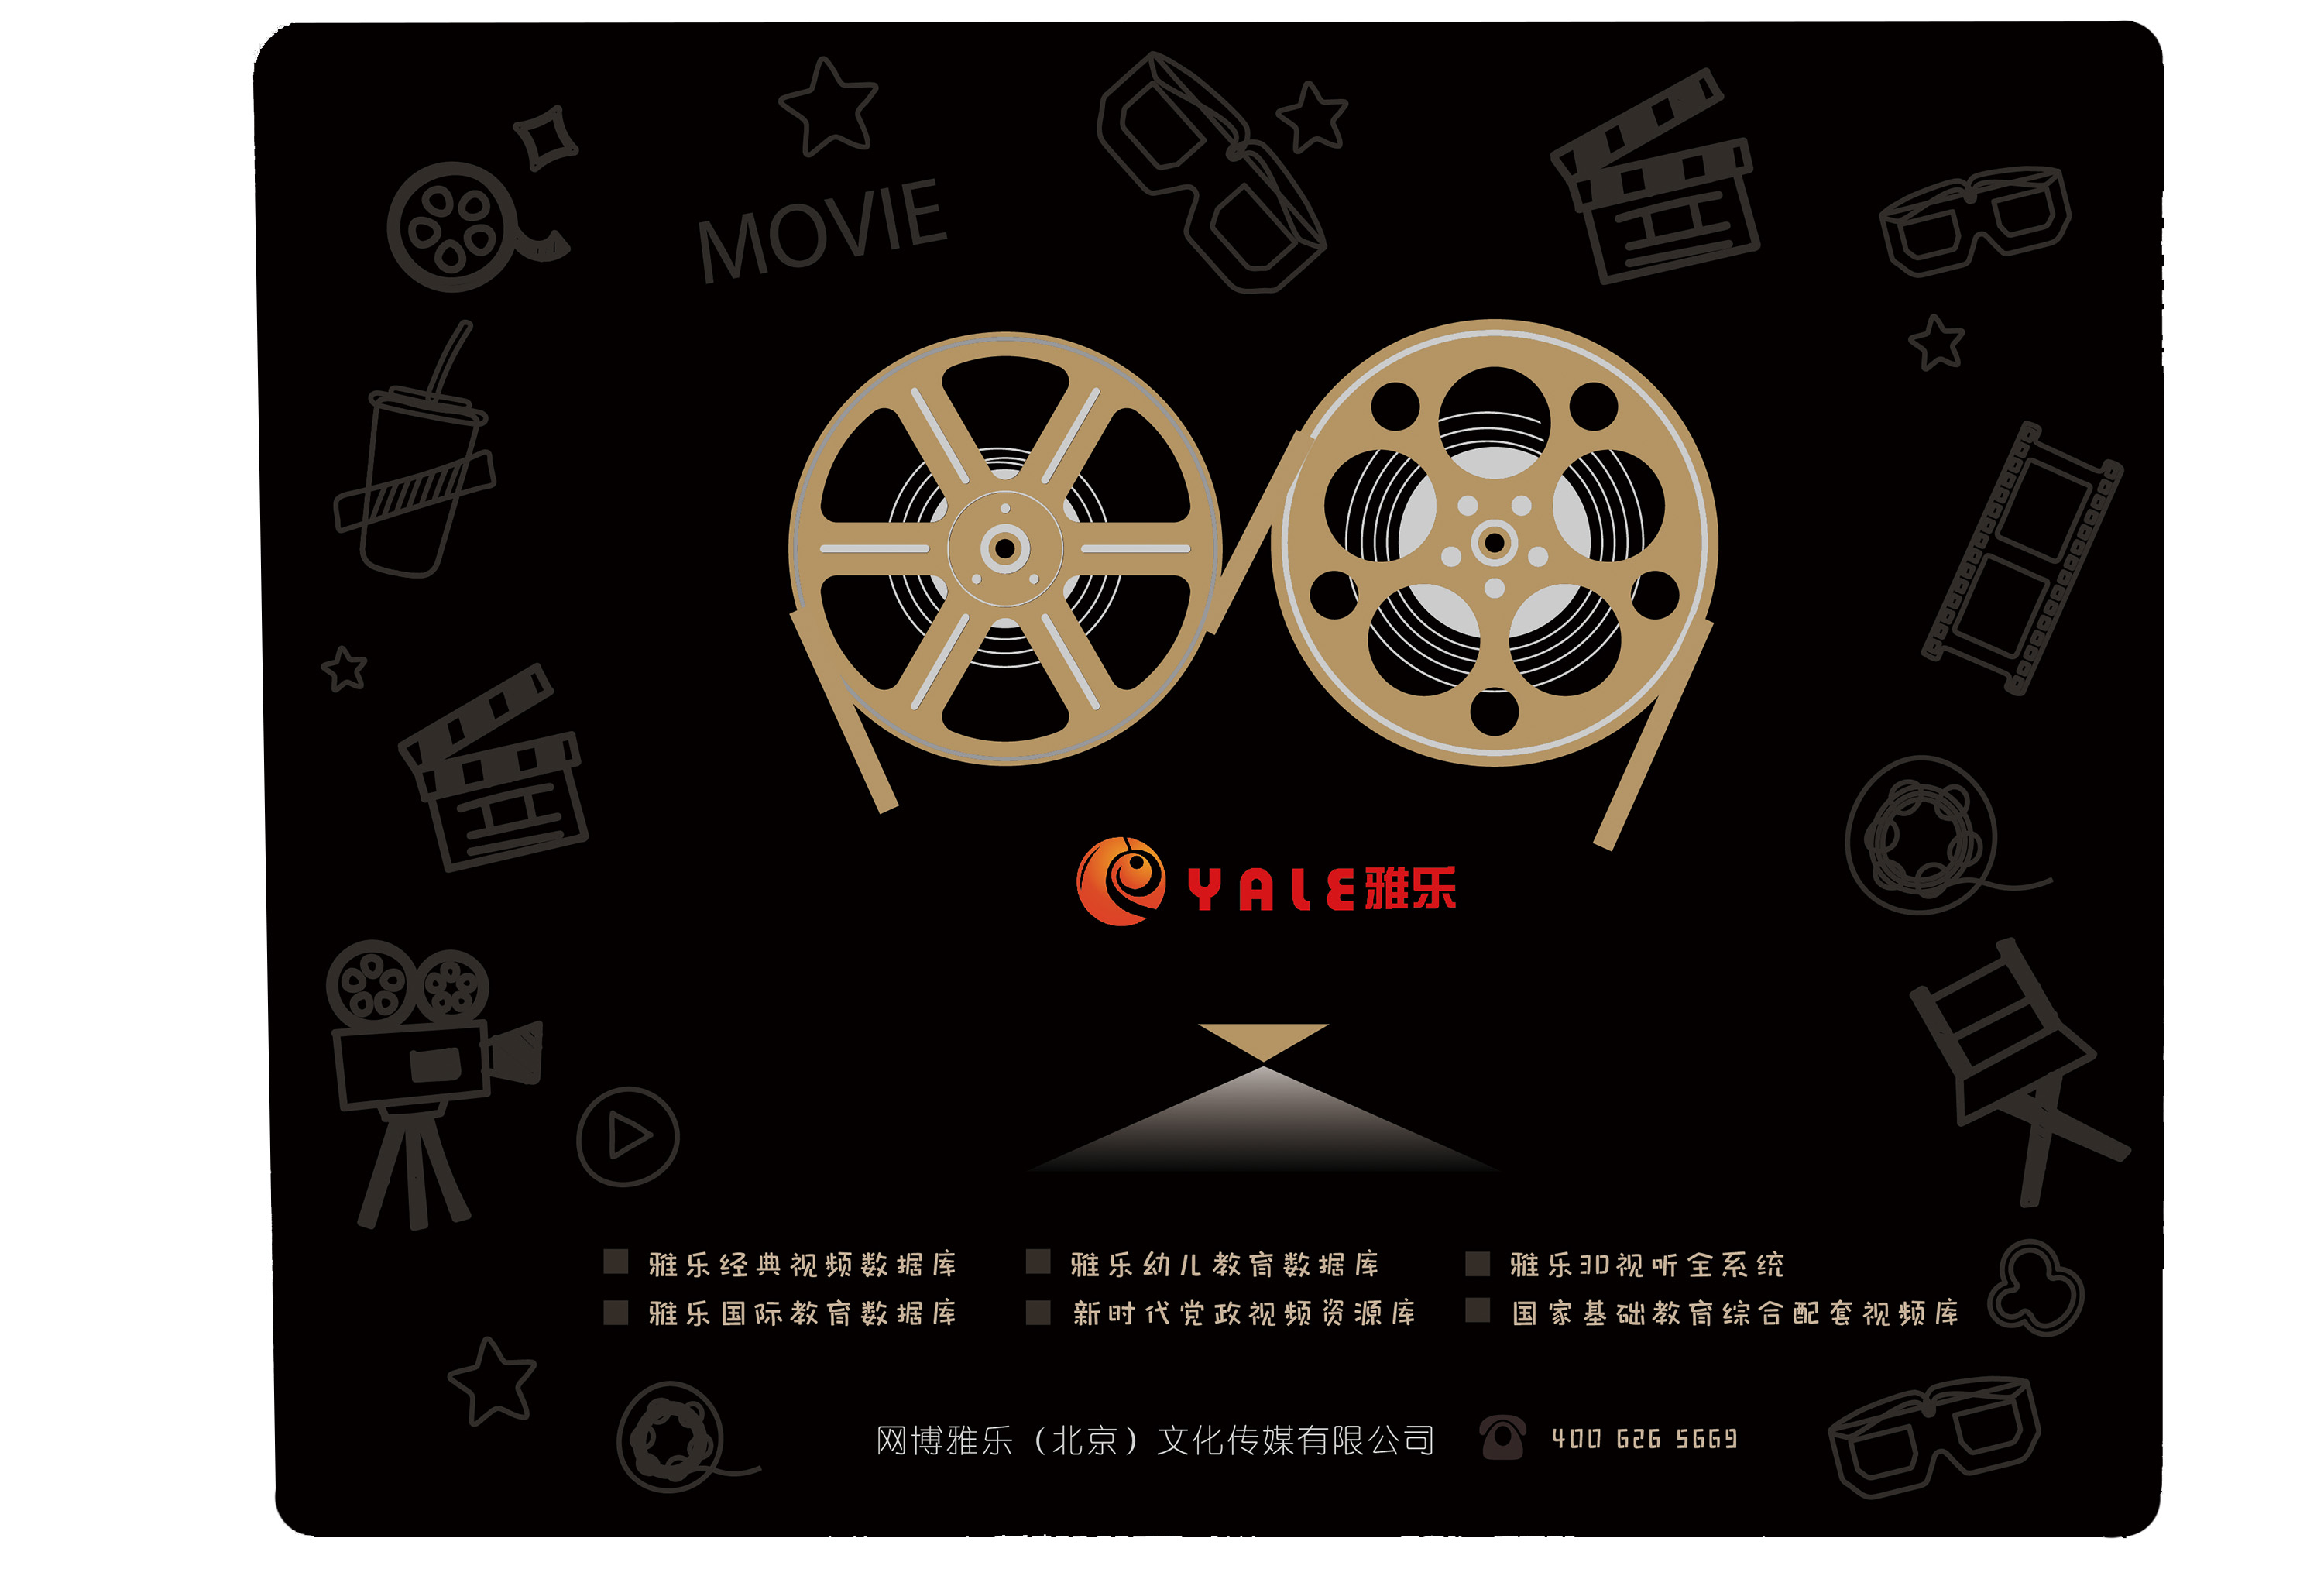 MOVIE
YALE雅乐
雅乐经典视频数据库
雅乐幼儿教育数据库
雅乐3D视听全系统
雅乐国际教育数据库
新时代党政视频资源库
国家基础教育综合配套视频库
网博雅乐（北京）文化传媒有限公司
400 626 5669